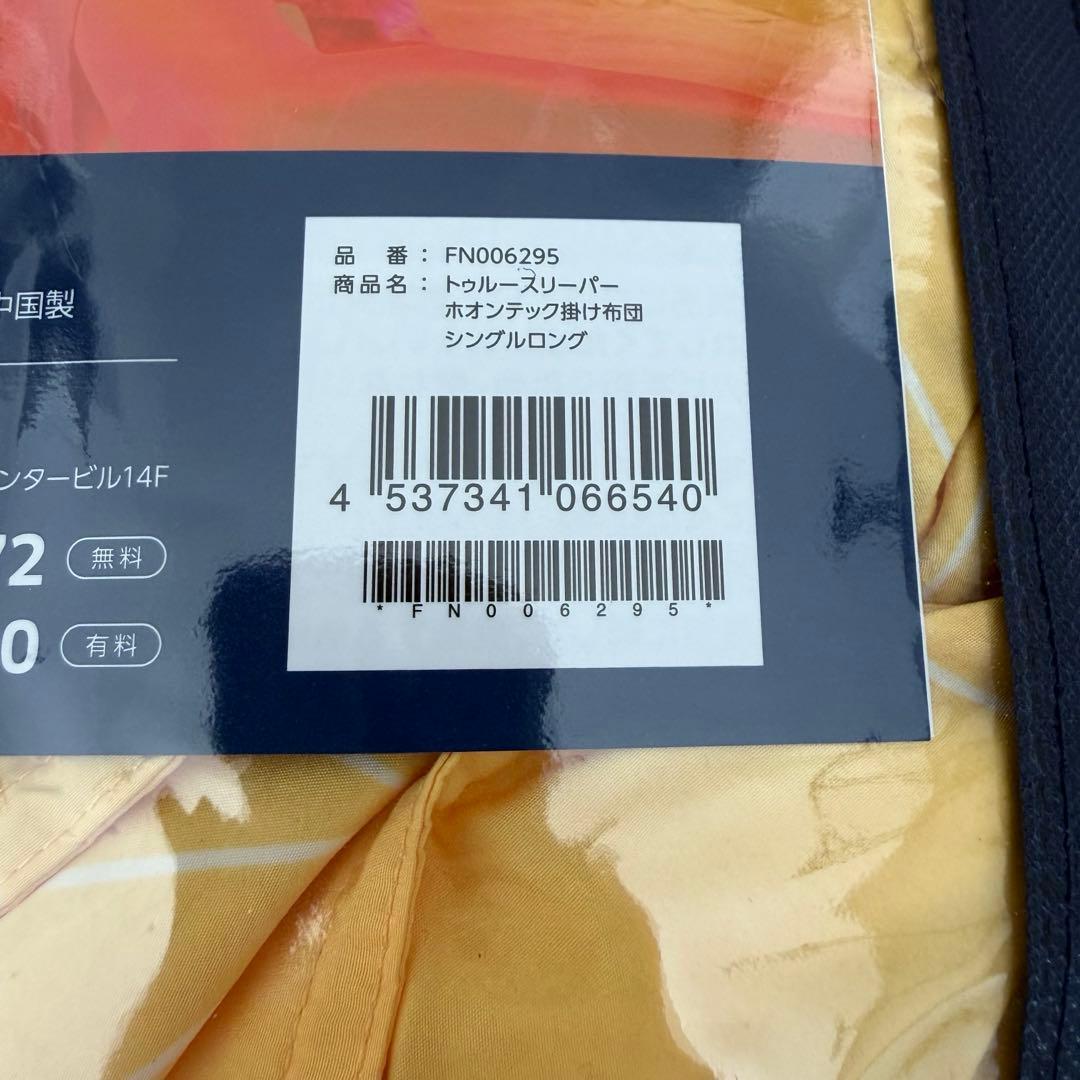 品 番： FN006295
商品名： トゥルースリーパー
ホオンテック掛け布団
シングルロング
4 537341 066540
*FN006295*
中国製
ンタービル14F
72 無料
0 有料